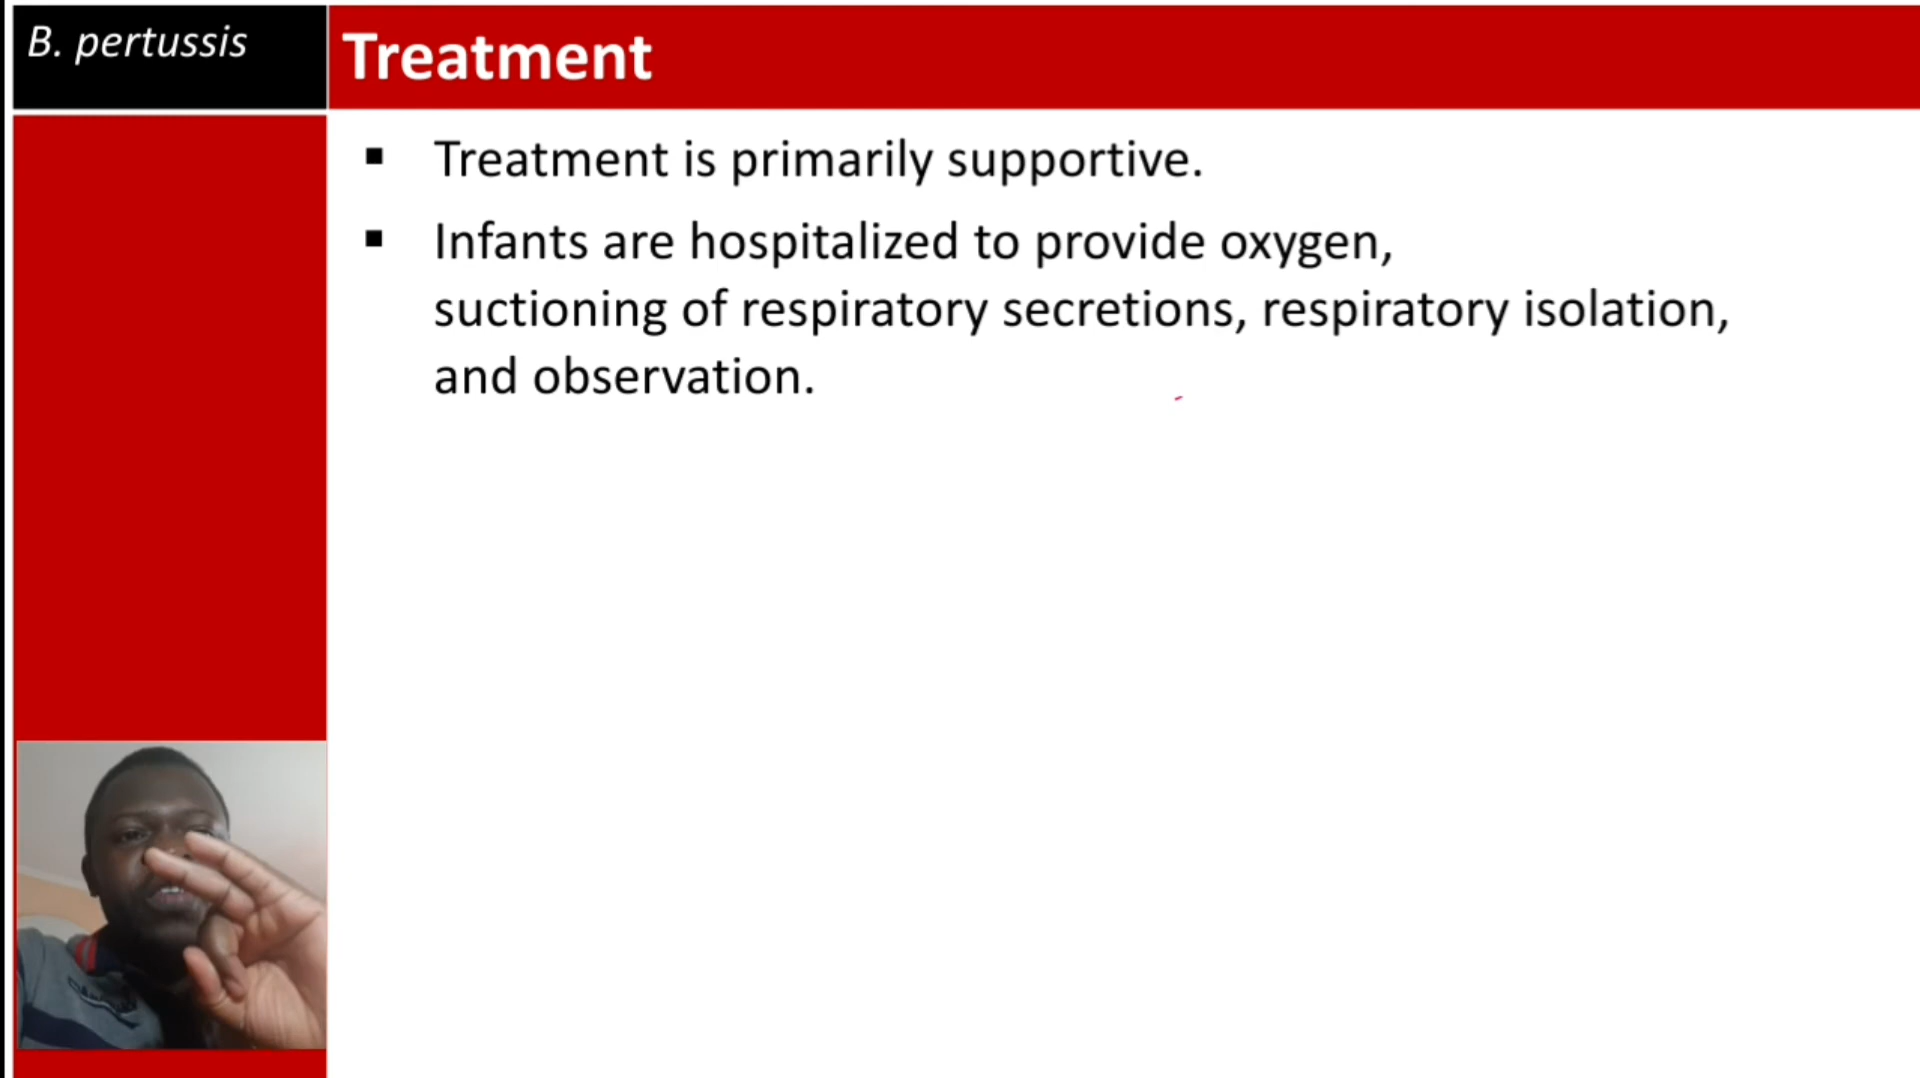 B. pertussis
Treatment
▪ Treatment is primarily supportive.
▪ Infants are hospitalized to provide oxygen,
suctioning of respiratory secretions, respiratory isolation,
and observation.